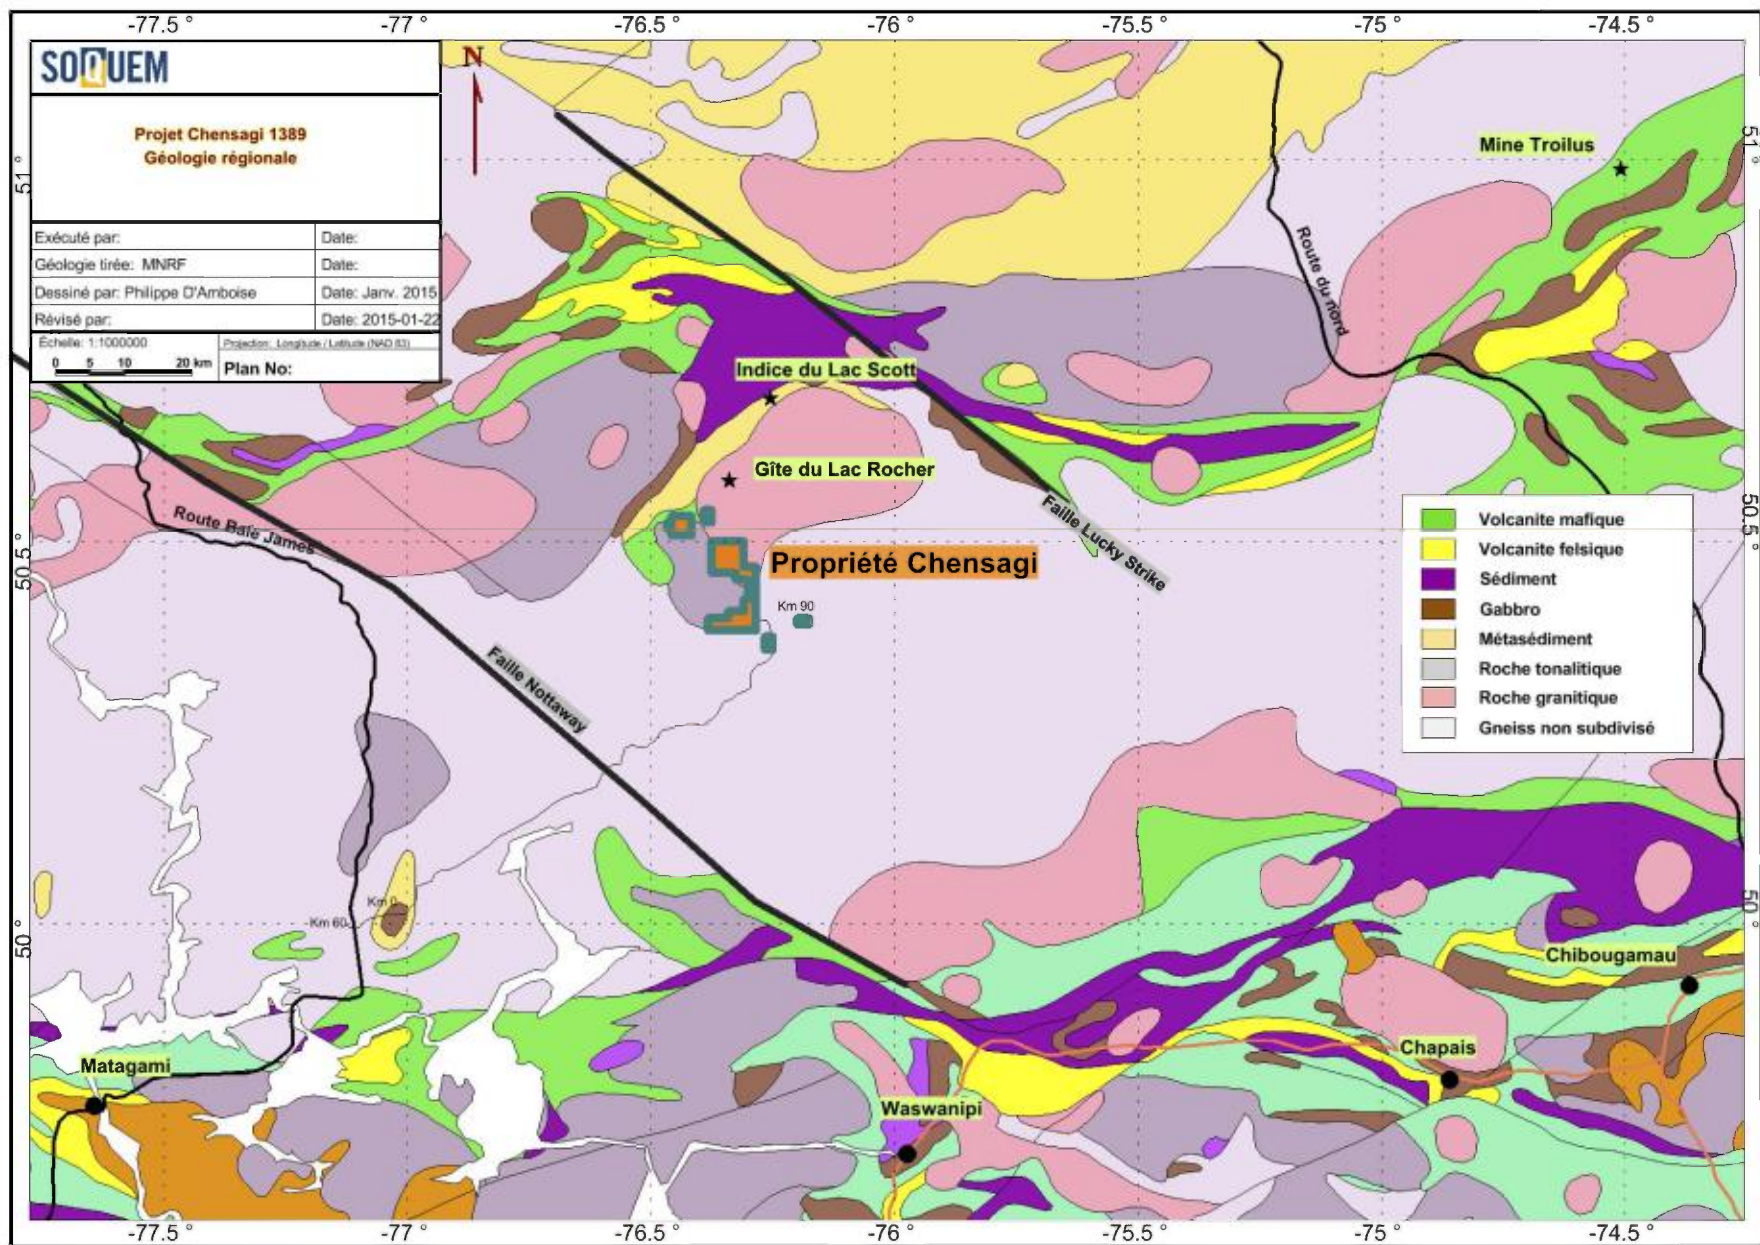 -77.5 °
-77 °
-76.5 °
-76 °
-75.5 °
-75 °
-74.5 °
SOQUEM
Projet Chensagi 1389
Géologie régionale
Exécuté par:
Date:
Géologie tirée: MNRF
Date:
Dessiné par: Philippe D'Amboise
Date: Janv. 2015
Révisé par:
Date: 2015-01-22
Échelle: 1:1000000
0 5 10 20 km
Projection: Longitude / Latitude (NAD 83)
Plan No:
N
51 °
51 °
Mine Troilus
Route du nord
Indice du Lac Scott
Gîte du Lac Rocher
Route Baie James
Faille Lucky Strike
50.5 °
50.5 °
Propriété Chensagi
Km 90
Faille Nottaway
Volcanite mafique
Volcanite felsique
Sédiment
Gabbro
Métasédiment
Roche tonalitique
Roche granitique
Gneiss non subdivisé
Km 0
Km 60
50 °
50 °
Chibougamau
Chapais
Matagami
Waswanipi
-77.5 °
-77 °
-76.5 °
-76 °
-75.5 °
-75 °
-74.5 °